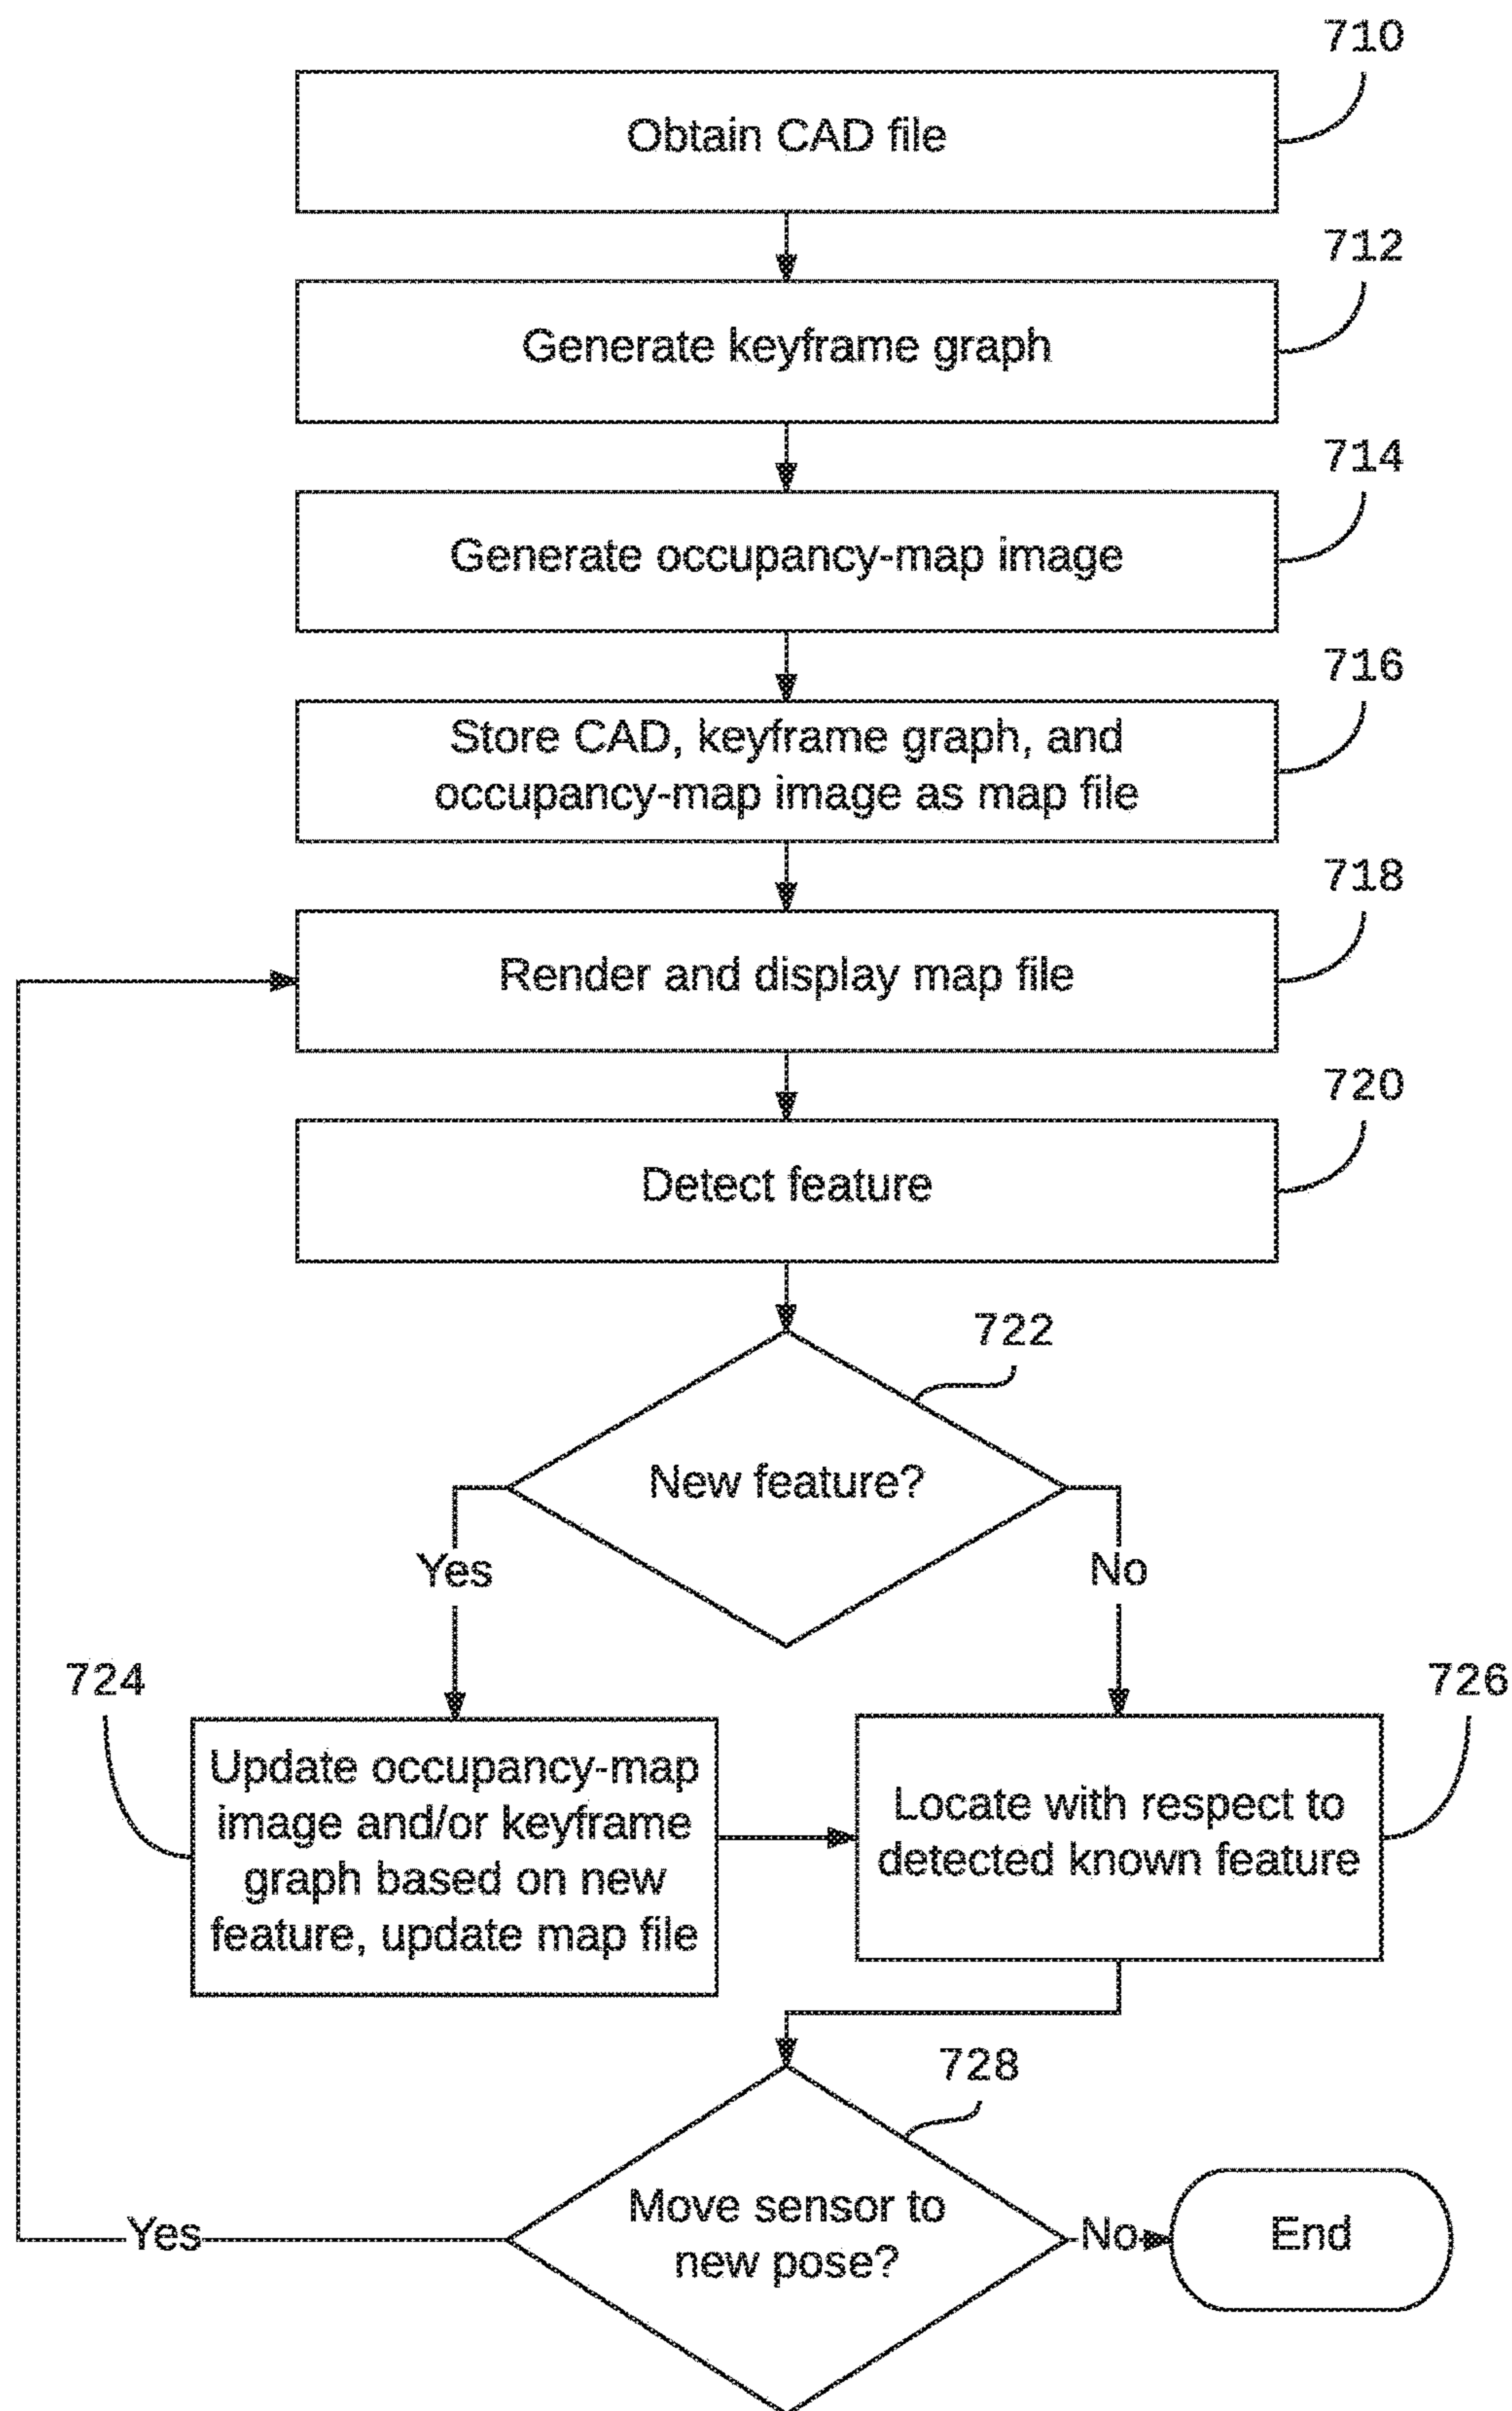 710
Obtain CAD file
712
Generate keyframe graph
714
Generate occupancy-map image
716
Store CAD, keyframe graph, and
occupancy-map image as map file
718
Render and display map file
720
Detect feature
722
New feature?
Yes
No
724
726
Update occupancy-map
image and/or keyframe
graph based on new
feature, update map file
Locate with respect to
detected known feature
728
Move sensor to
new pose?
Yes
No
End